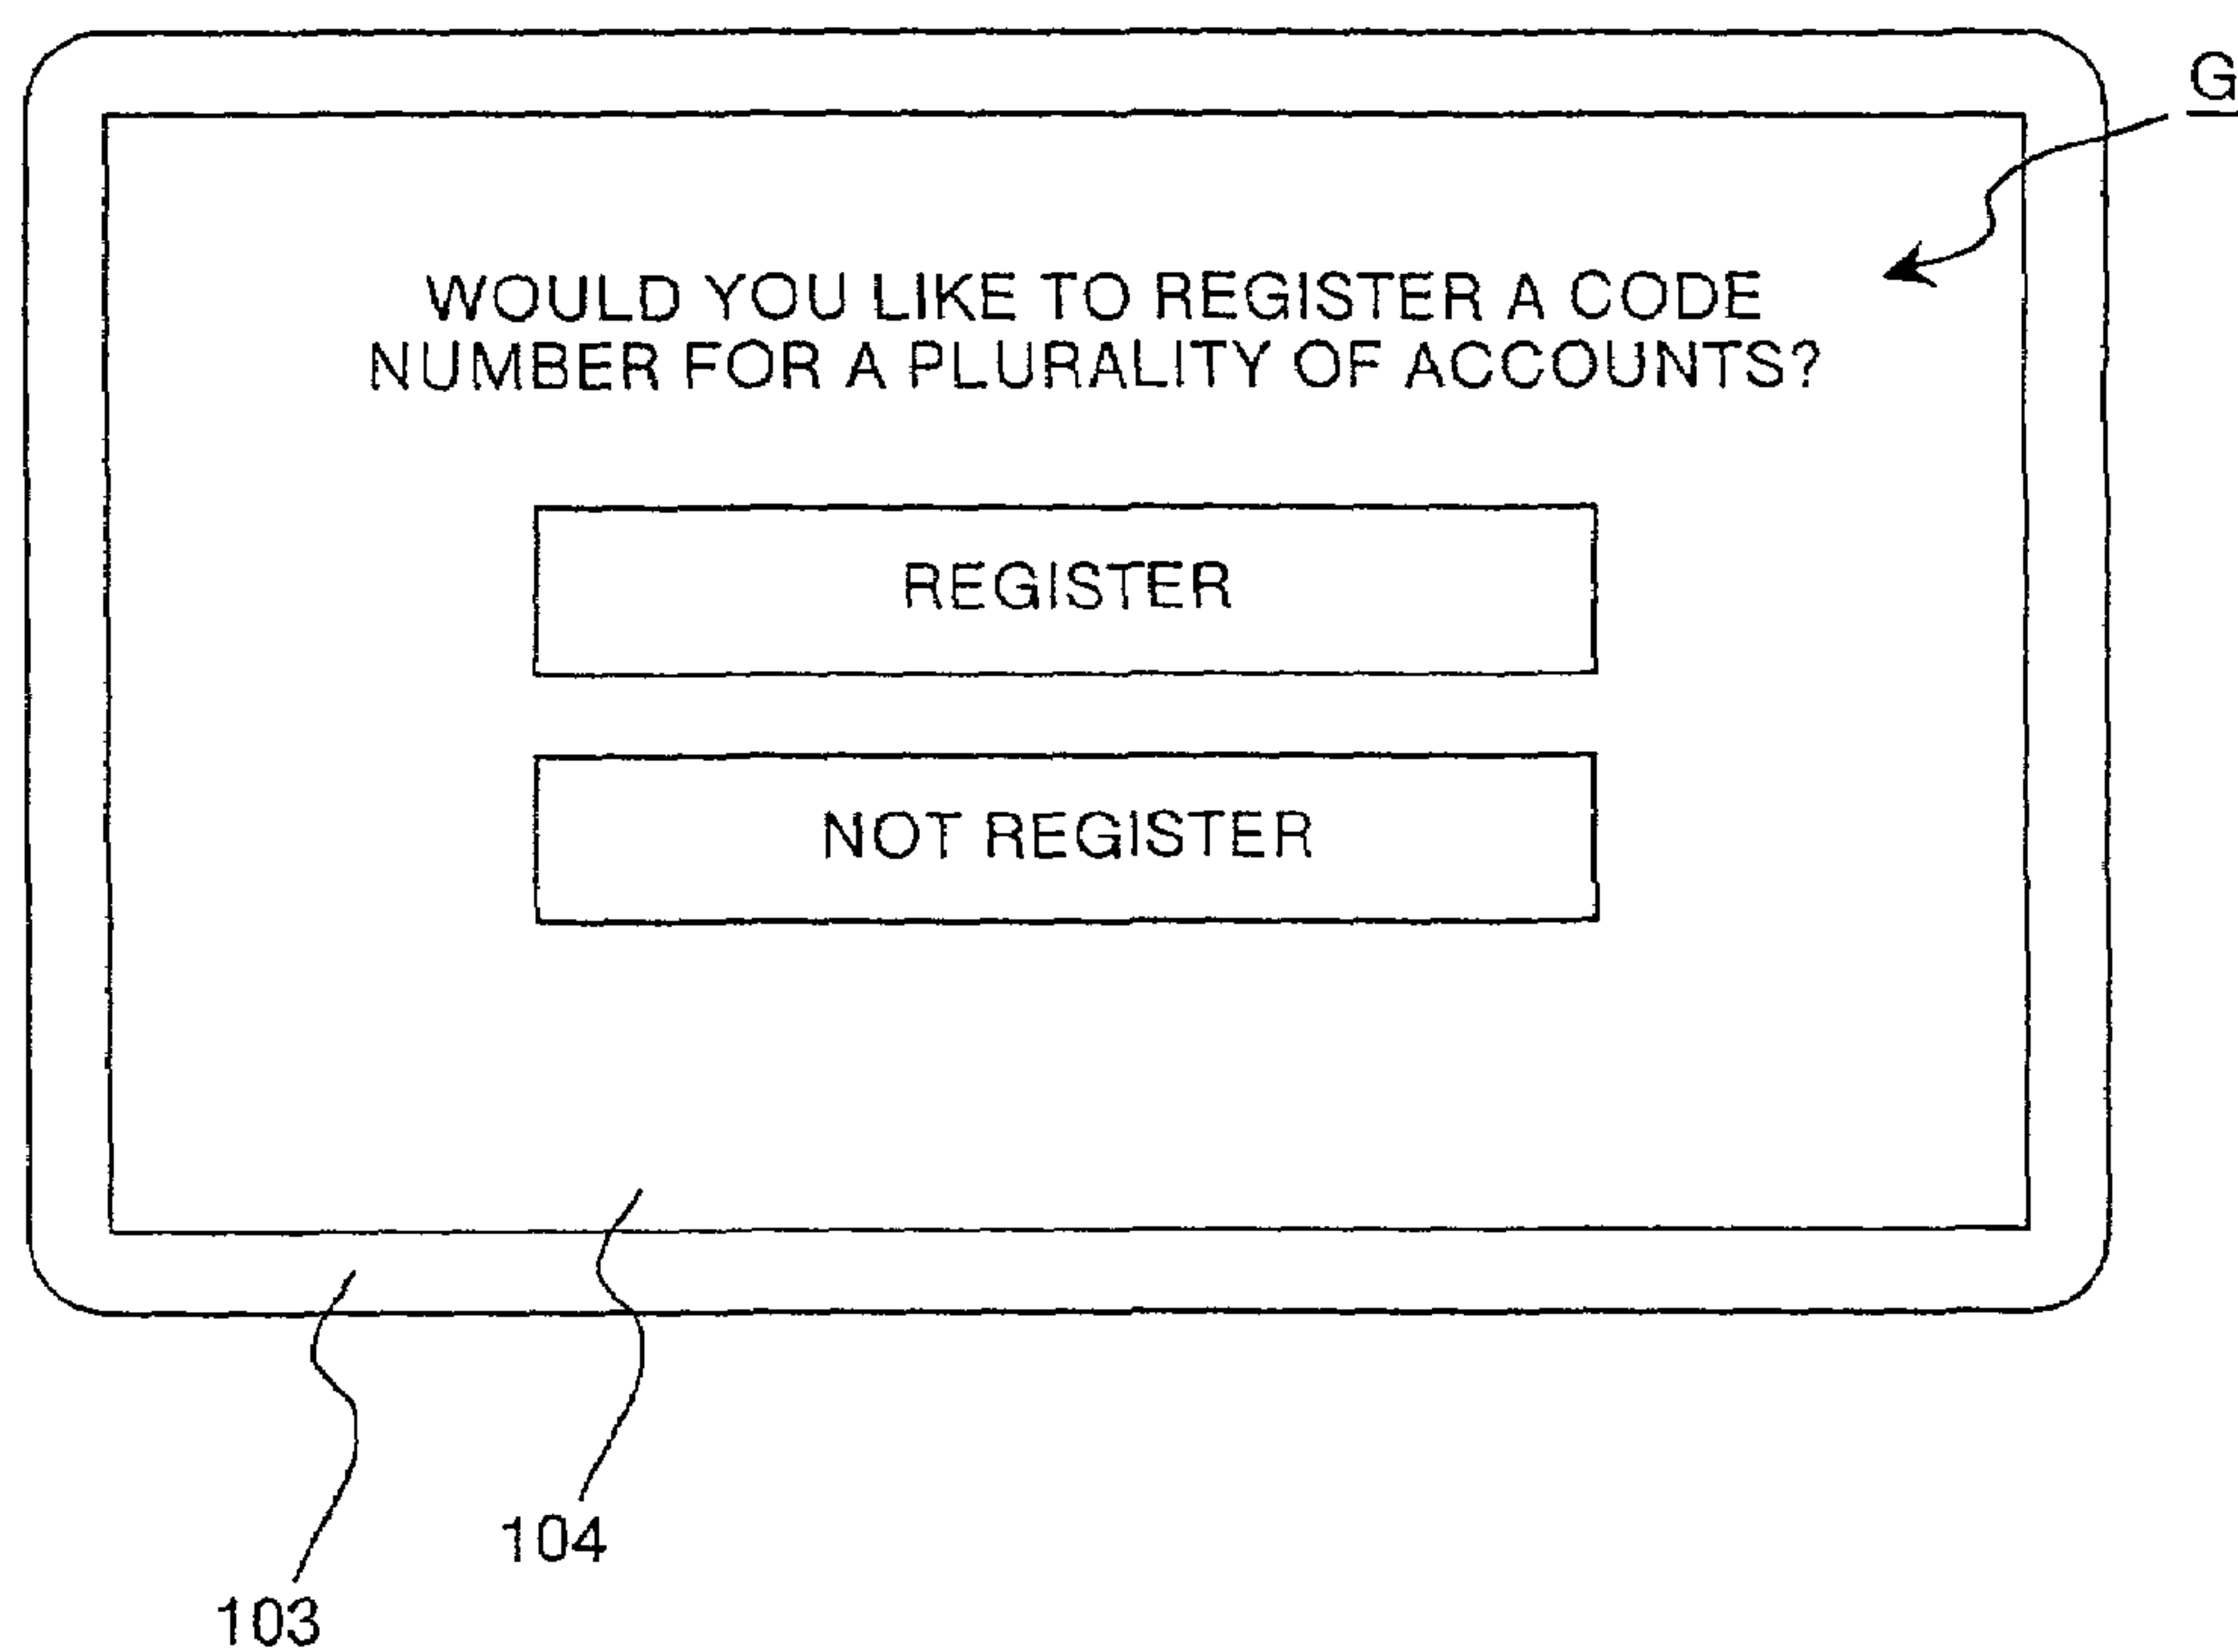 G
WOULD YOU LIKE TO REGISTER A CODE
NUMBER FOR A PLURALITY OF ACCOUNTS?
REGISTER
NOT REGISTER
104
103